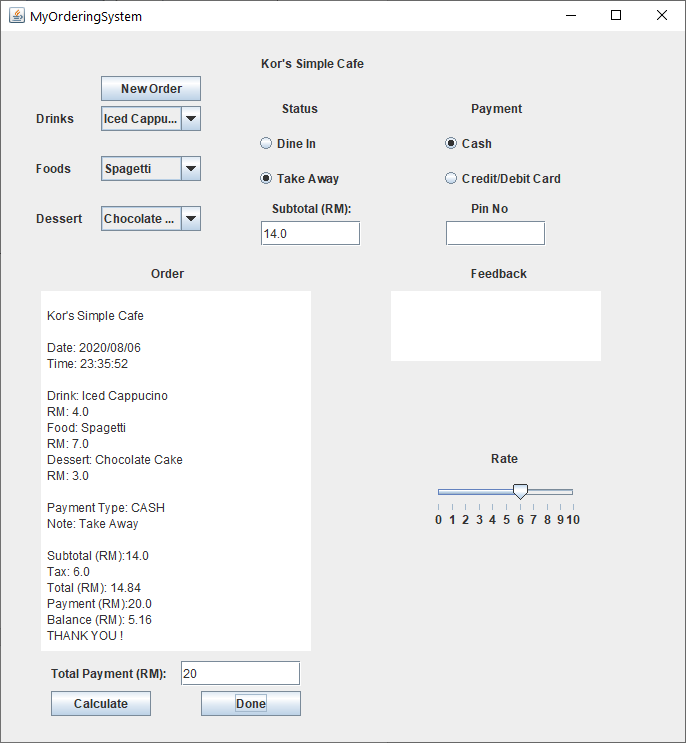 MyOrderingSystem
Kor's Simple Cafe
New Order
Status
Payment
Drinks
Iced Cappu...
Dine In
Cash
Foods
Spagetti
Take Away
Credit/Debit Card
Dessert
Chocolate ...
Subtotal (RM):
Pin No
14.0
Order
Feedback
Kor's Simple Cafe
Date: 2020/08/06
Time: 23:35:52
Drink: Iced Cappucino
RM: 4.0
Food: Spagetti
RM: 7.0
Dessert: Chocolate Cake
RM: 3.0
Payment Type: CASH
Note: Take Away
Subtotal (RM):14.0
Tax: 6.0
Total (RM): 14.84
Payment (RM):20.0
Balance (RM): 5.16
THANK YOU !
Rate
0 1 2 3 4 5 6 7 8 9 10
Total Payment (RM):
20
Calculate
Done